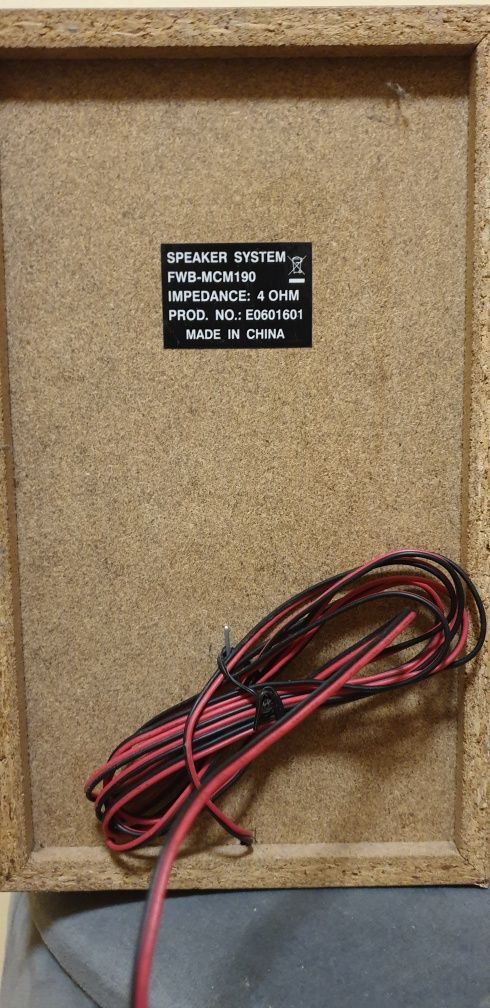 SPEAKER SYSTEM
FWB-MCM190
IMPEDANCE: 4 OHM
PROD. NO.: E0601601
MADE IN CHINA